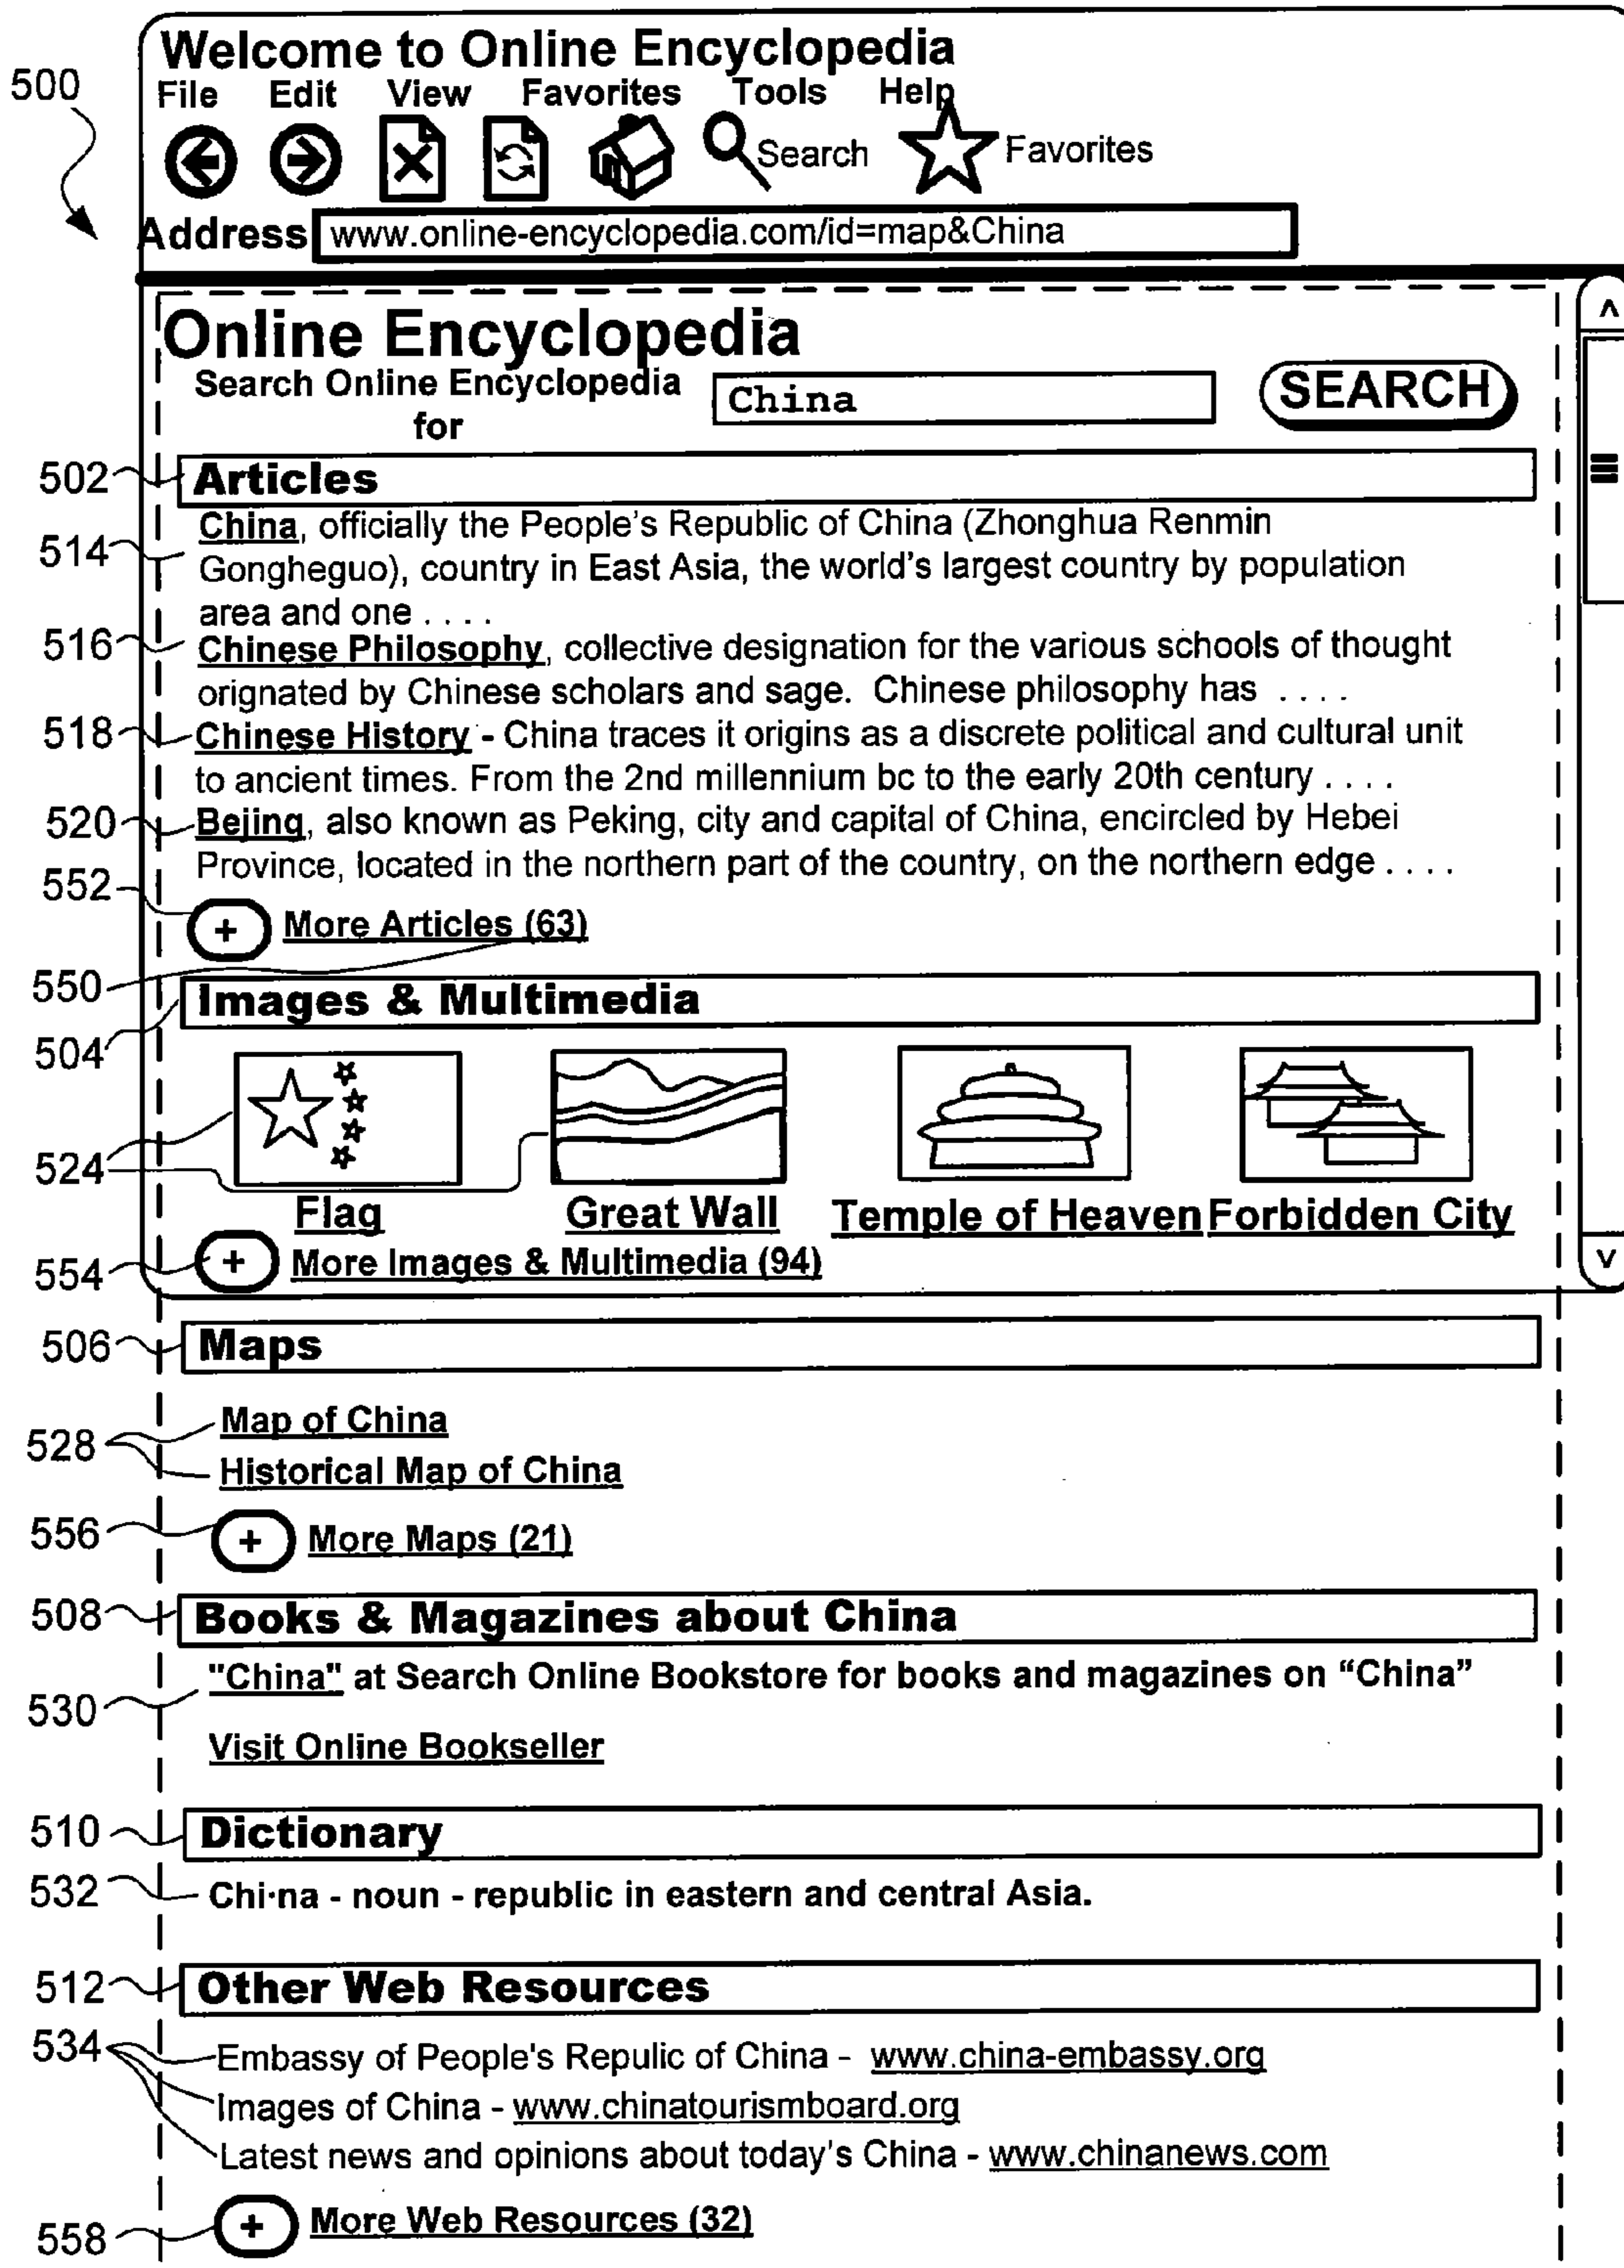 Welcome to Online Encyclopedia
500
File Edit View Favorites Tools Help
Search Favorites
Address www.online-encyclopedia.com/id=map&China
Online Encyclopedia
Search Online Encyclopedia
for
China
SEARCH
502 Articles
China, officially the People's Republic of China (Zhonghua Renmin
514 Gongheguo), country in East Asia, the world's largest country by population
area and one . . . .
516 Chinese Philosophy, collective designation for the various schools of thought
orignated by Chinese scholars and sage. Chinese philosophy has . . . .
518 Chinese History - China traces it origins as a discrete political and cultural unit
to ancient times. From the 2nd millennium bc to the early 20th century . . . .
520 Bejing, also known as Peking, city and capital of China, encircled by Hebei
Province, located in the northern part of the country, on the northern edge . . . .
552 + More Articles (63)
550
504 Images & Multimedia
524
Flag Great Wall Temple of Heaven Forbidden City
554 + More Images & Multimedia (94)
506 Maps
528 Map of China
Historical Map of China
556 + More Maps (21)
508 Books & Magazines about China
530 "China" at Search Online Bookstore for books and magazines on “China”
Visit Online Bookseller
510 Dictionary
532 Chi·na - noun - republic in eastern and central Asia.
512 Other Web Resources
534 Embassy of People's Repulic of China - www.china-embassy.org
Images of China - www.chinatourismboard.org
Latest news and opinions about today's China - www.chinanews.com
558 + More Web Resources (32)